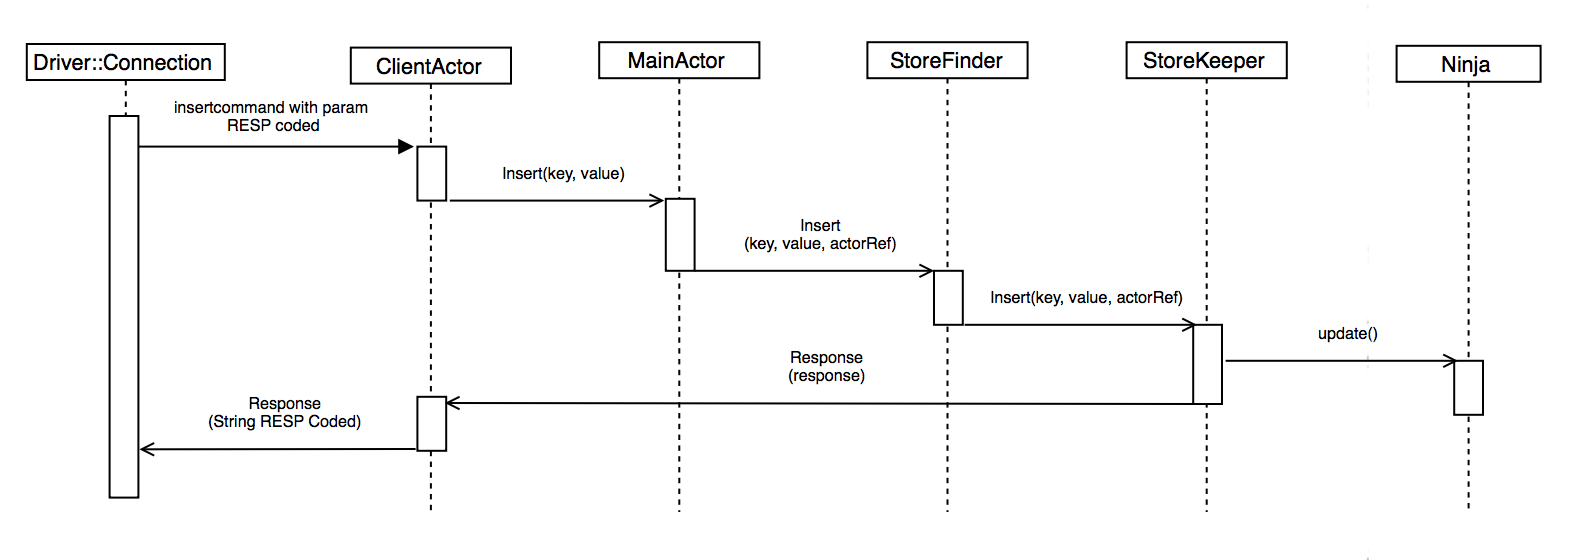 Driver::Connection
ClientActor
MainActor
StoreFinder
StoreKeeper
Ninja
insertcommand with param
RESP coded
Insert(key, value)
Insert
(key, value, actorRef)
Insert(key, value, actorRef)
update()
Response
(response)
Response
(String RESP Coded)